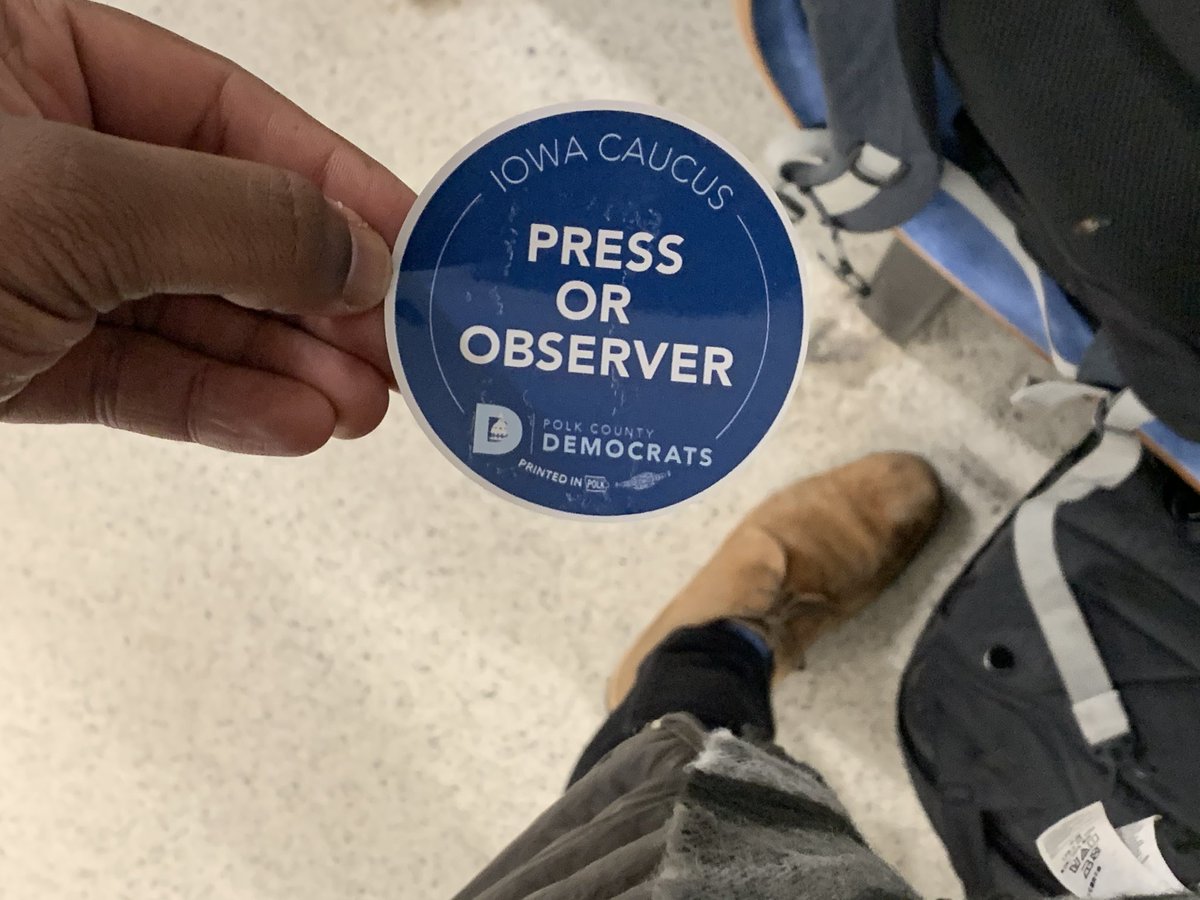 IOWA CAUCUS
PRESS
OR
OBSERVER
POLK COUNTY
DEMOCRATS
PRINTED IN POLK